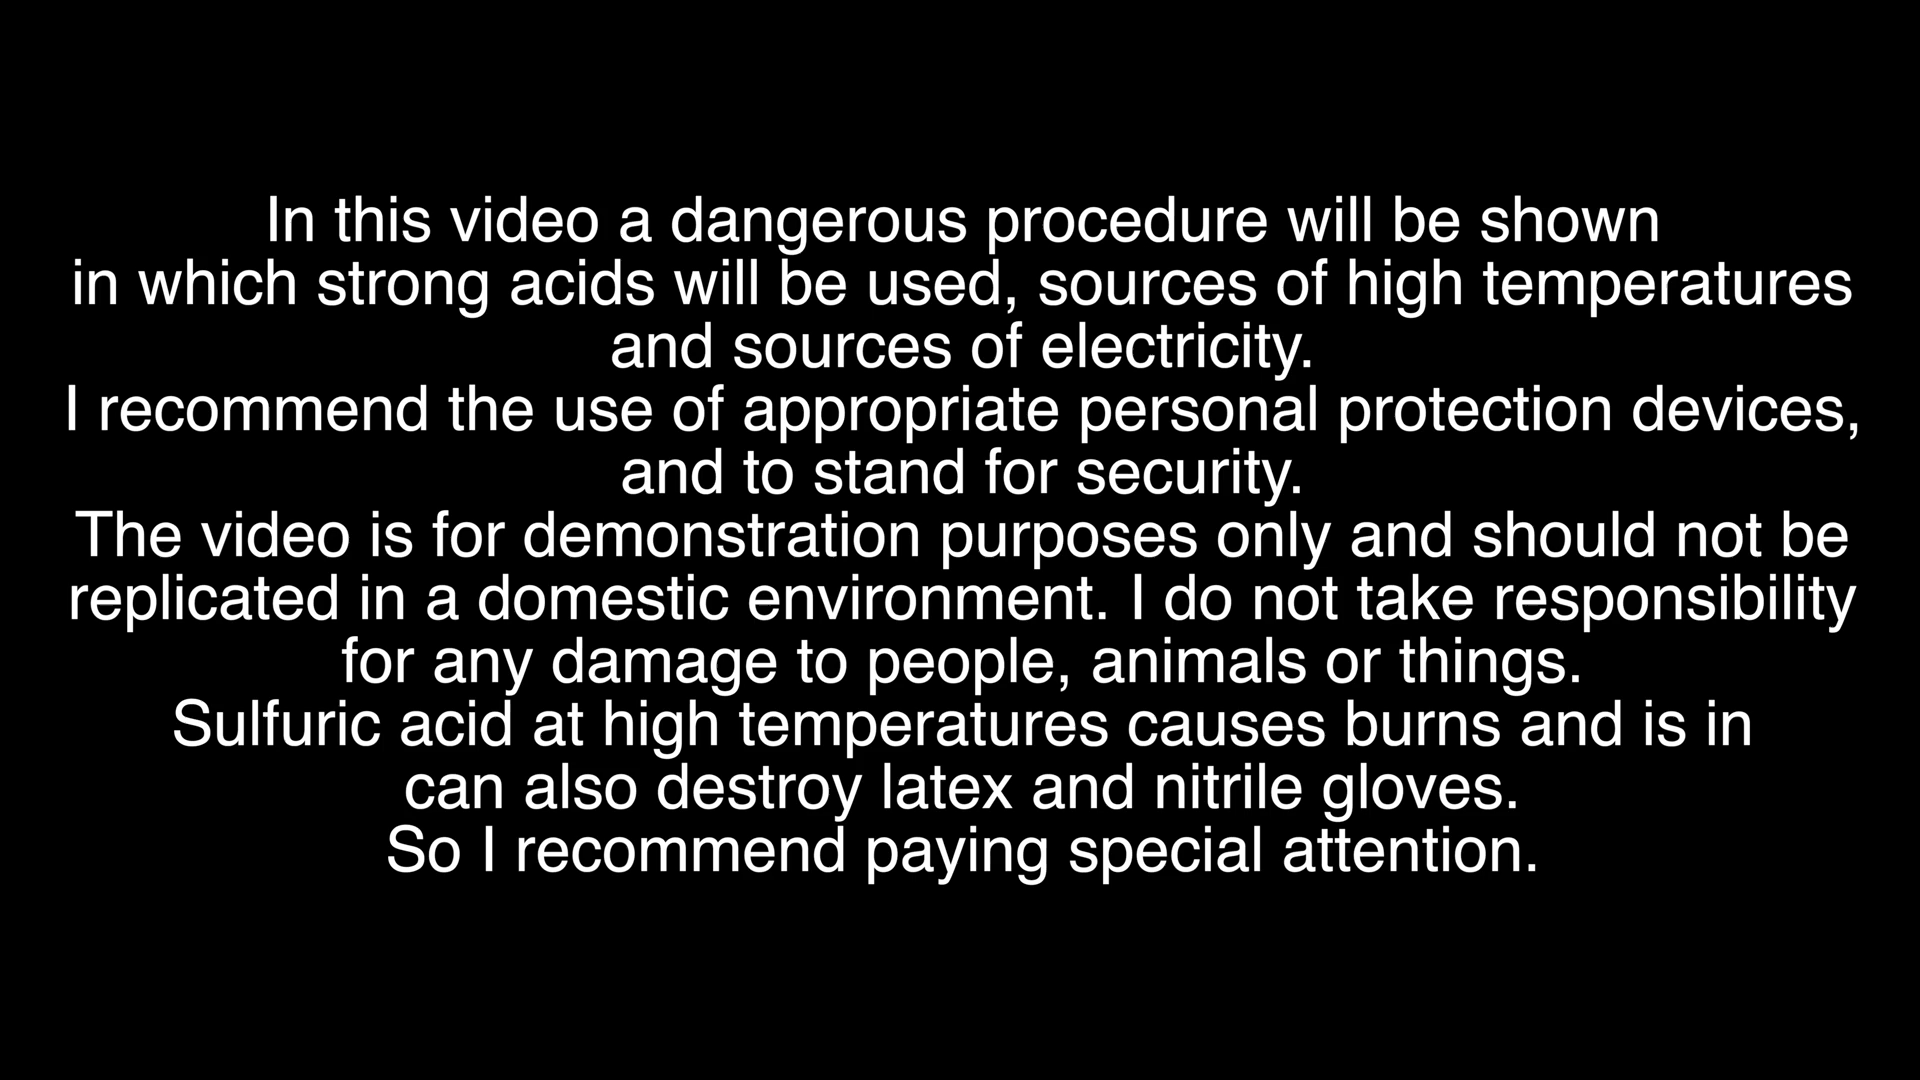 In this video a dangerous procedure will be shown
in which strong acids will be used, sources of high temperatures
and sources of electricity.
I recommend the use of appropriate personal protection devices,
and to stand for security.
The video is for demonstration purposes only and should not be
replicated in a domestic environment. I do not take responsibility
for any damage to people, animals or things.
Sulfuric acid at high temperatures causes burns and is in
can also destroy latex and nitrile gloves.
So I recommend paying special attention.